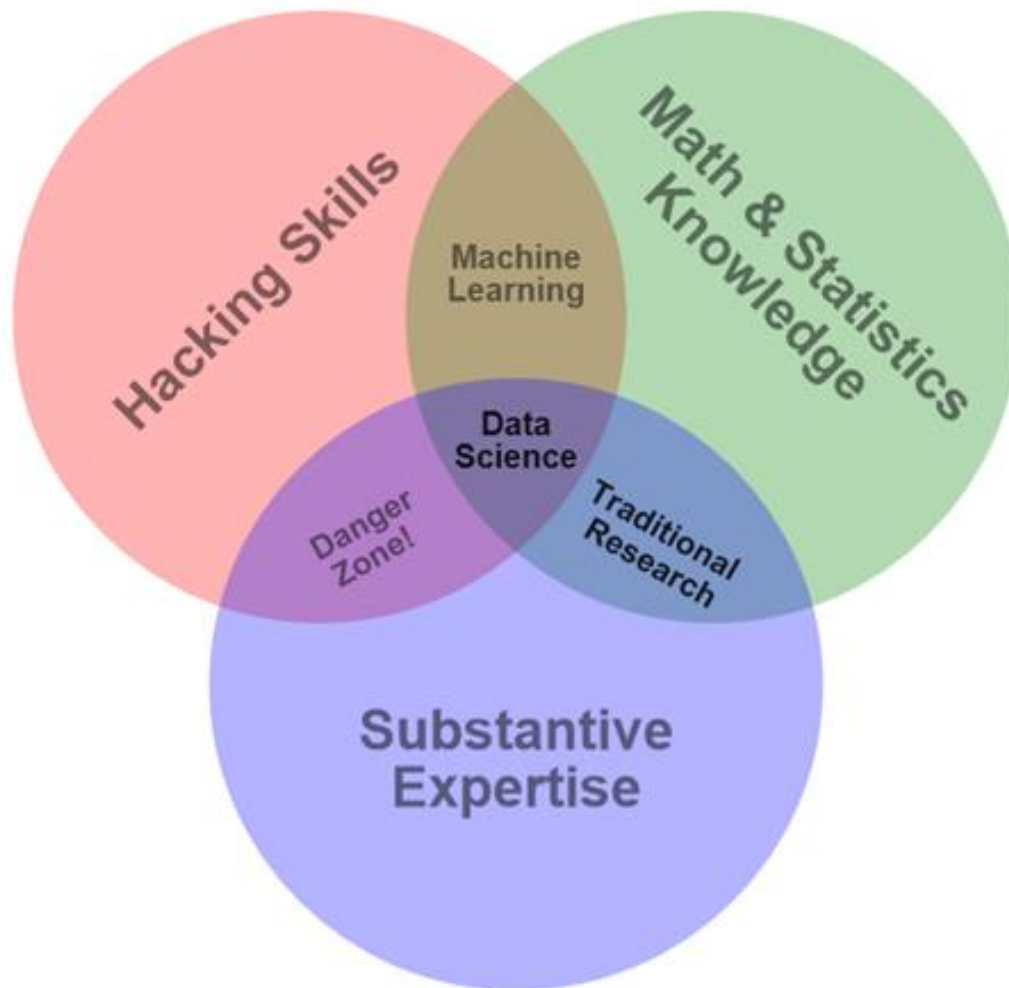 Hacking Skills
Math & Statistics
Knowledge
Machine
Learning
Data
Science
Danger
Zone!
Traditional
Research
Substantive
Expertise